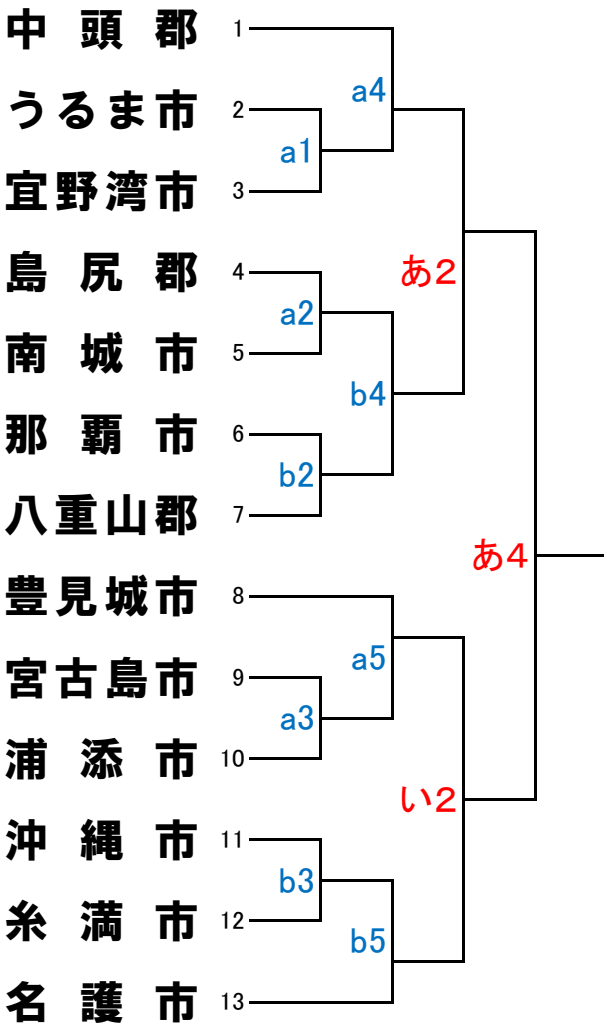 中頭郡 1
a4
うるま市 2
a1
宜野湾市 3
島尻郡 4
あ2
a2
南城市 5
b4
那覇市 6
b2
八重山郡 7
あ4
豊見城市 8
a5
宮古島市 9
a3
浦添市 10
い2
沖縄市 11
b3
糸満市 12
b5
名護市 13